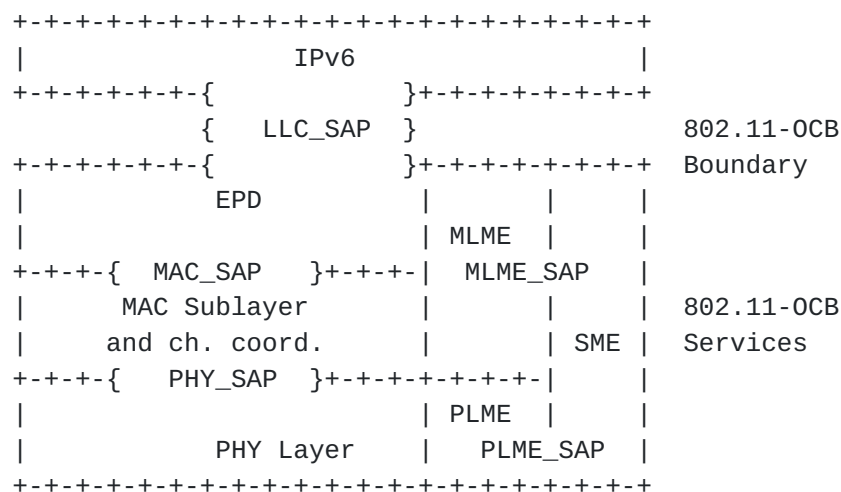 +-+-+-+-+-+-+-+-+-+-+-+-+-+-+-+-+-+-+-+-+
|                 IPv6                  |
+-+-+-+-+-+-{            }+-+-+-+-+-+-+-+
            {   LLC_SAP  }                 802.11-OCB
+-+-+-+-+-+-{            }+-+-+-+-+-+-+-+  Boundary
|            EPD          |       |     |
|                         | MLME  |     |
+-+-+-{  MAC_SAP   }+-+-+-|  MLME_SAP   |
|      MAC Sublayer       |       |     |  802.11-OCB
|     and ch. coord.      |       | SME |  Services
+-+-+-{   PHY_SAP  }+-+-+-+-+-+-+-|     |
|                         | PLME  |     |
|            PHY Layer    |   PLME_SAP  |
+-+-+-+-+-+-+-+-+-+-+-+-+-+-+-+-+-+-+-+-+